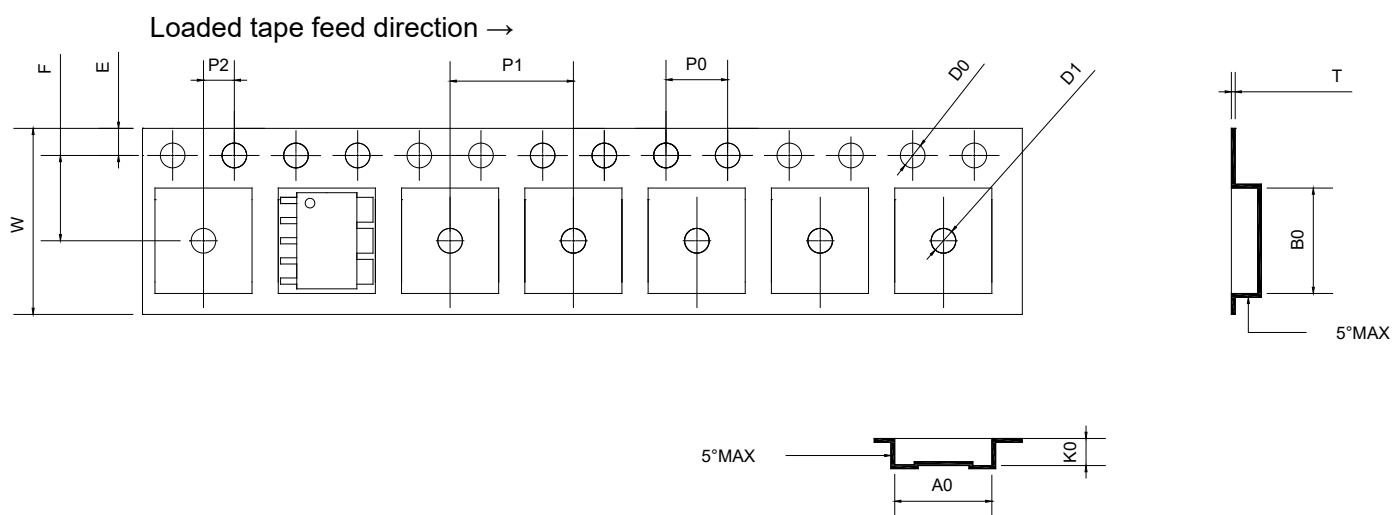 Loaded tape feed direction →
F
E
P2
P1
P0
D0
D1
T
W
B0
5°MAX
5°MAX
A0
K0